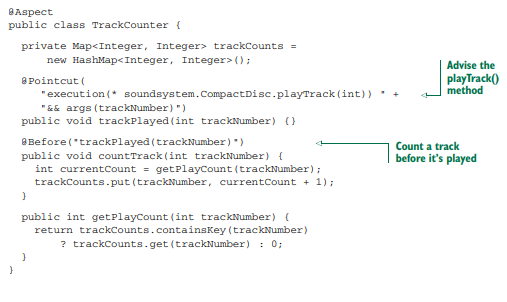 @Aspect
public class TrackCounter {
private Map<Integer, Integer> trackCounts =
new HashMap<Integer, Integer>();
@Pointcut(
"execution(* soundsystem.CompactDisc.playTrack(int)) " +
"&& args(trackNumber)")
public void trackPlayed(int trackNumber) {}
@Before("trackPlayed(trackNumber)")
public void countTrack(int trackNumber) {
int currentCount = getPlayCount(trackNumber);
trackCounts.put(trackNumber, currentCount + 1);
}
public int getPlayCount(int trackNumber) {
return trackCounts.containsKey(trackNumber)
? trackCounts.get(trackNumber) : 0;
}
}
Advise the
playTrack()
method
Count a track
before it's played